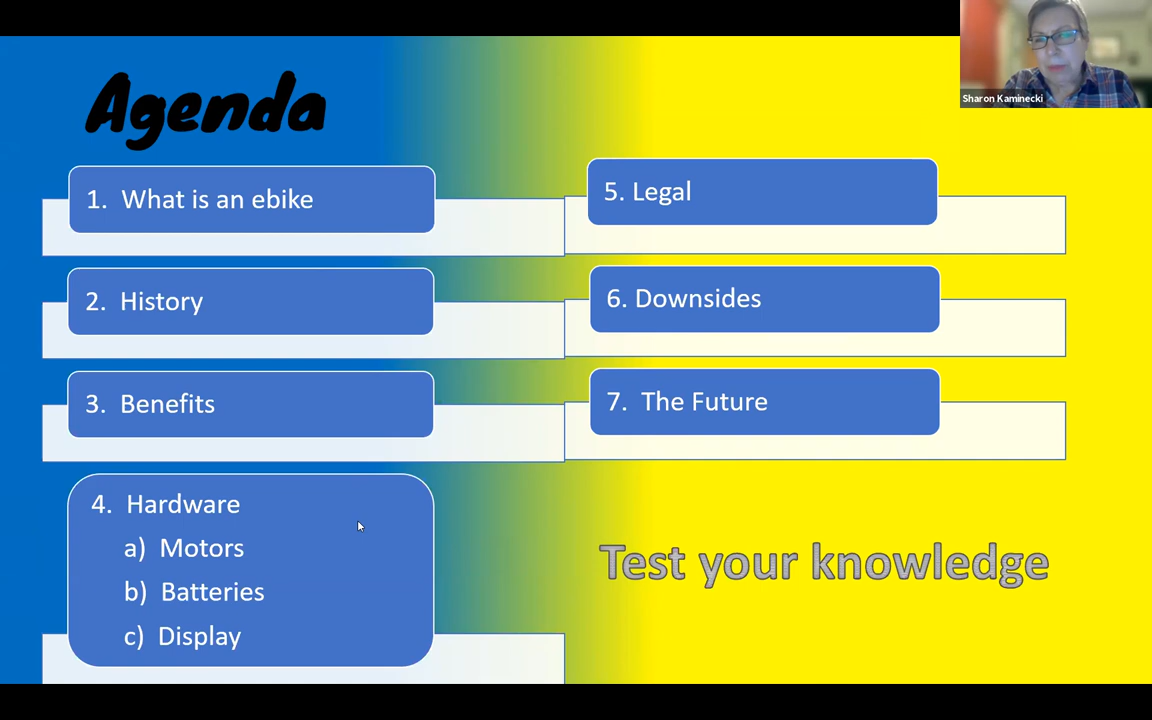 Agenda
1. What is an ebike
2. History
3. Benefits
4. Hardware
a) Motors
b) Batteries
c) Display
5. Legal
6. Downsides
7. The Future
Test your knowledge
Sharon Kaminecki